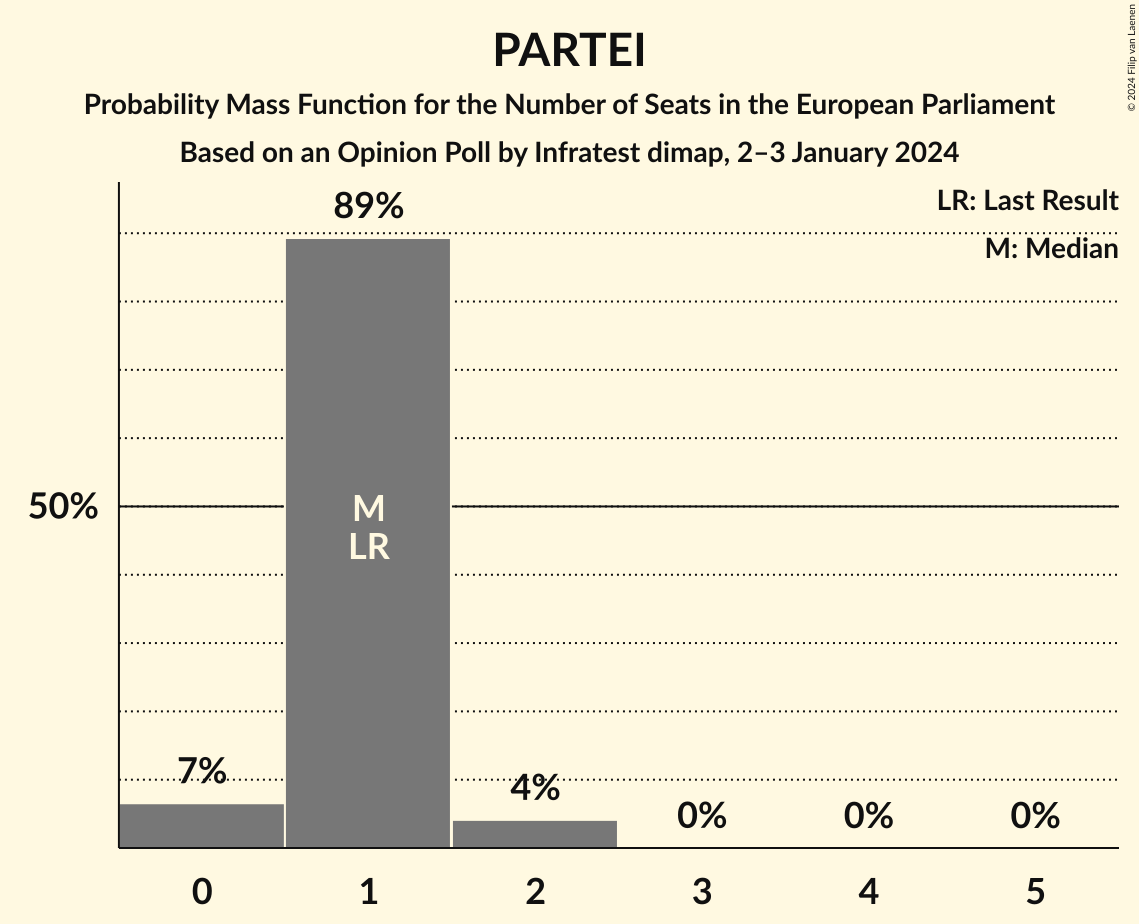 PARTEI
Probability Mass Function for the Number of Seats in the European Parliament
Based on an Opinion Poll by Infratest dimap, 2–3 January 2024
© 2024 Filip van Laenen
LR: Last Result
M: Median
89%
50%
M
LR
7%
4%
0%
0%
0%
0
1
2
3
4
5